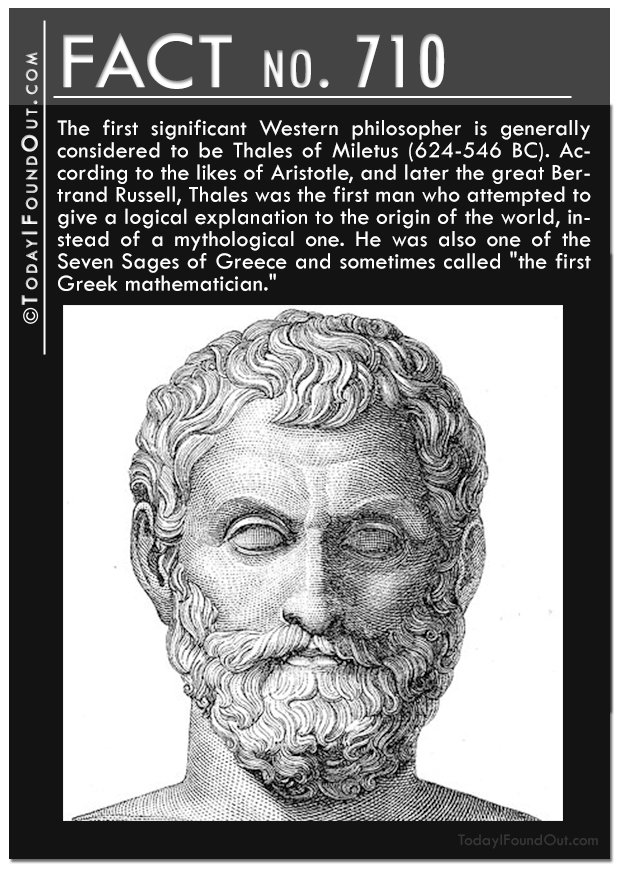 FACT NO. 710
©TODAYIFOUNDOUT.COM
The first significant Western philosopher is generally
considered to be Thales of Miletus (624-546 BC). Ac-
cording to the likes of Aristotle, and later the great Ber-
trand Russell, Thales was the first man who attempted to
give a logical explanation to the origin of the world, in-
stead of a mythological one. He was also one of the
Seven Sages of Greece and sometimes called "the first
Greek mathematician."
TodayIFoundOut.com